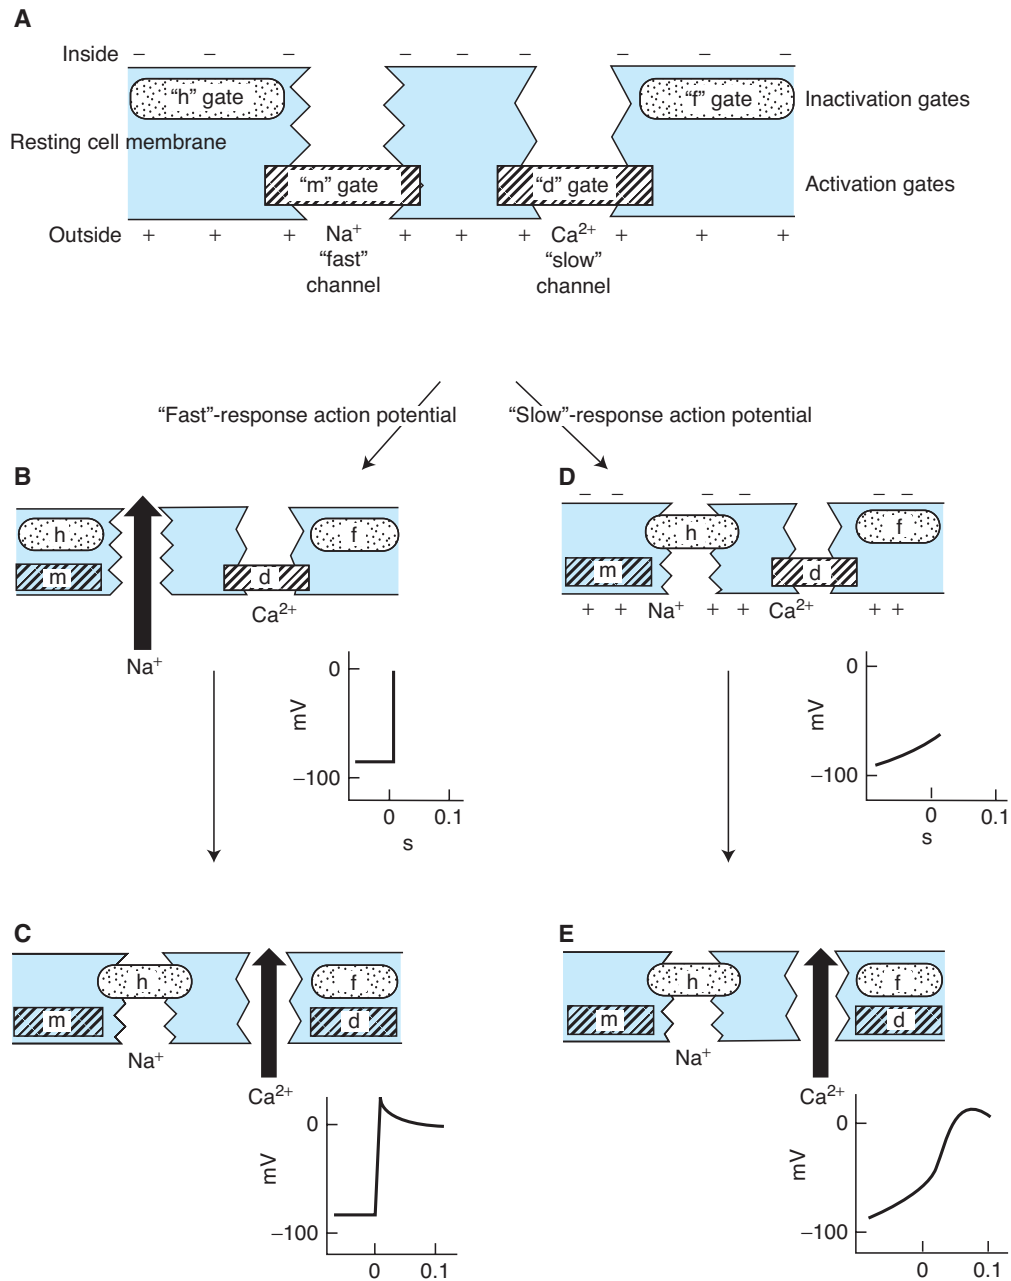 A
Inside − − − − − − − − −
“h” gate “f” gate Inactivation gates
Resting cell membrane
“m” gate “d” gate Activation gates
Outside + + + Na⁺ + + + Ca²⁺ + + +
“fast” “slow”
channel channel
“Fast”-response action potential “Slow”-response action potential
B
h f
m d
Ca²⁺
Na⁺
0
mV
−100
0 0.1
s
D
− − − − − −
h f
m d
+ + Na⁺ + + Ca²⁺ + +
0
mV
−100
0 0.1
s
C
h f
m d
Na⁺
Ca²⁺
0
mV
−100
0 0.1
E
h f
m d
Na⁺
Ca²⁺
0
mV
−100
0 0.1